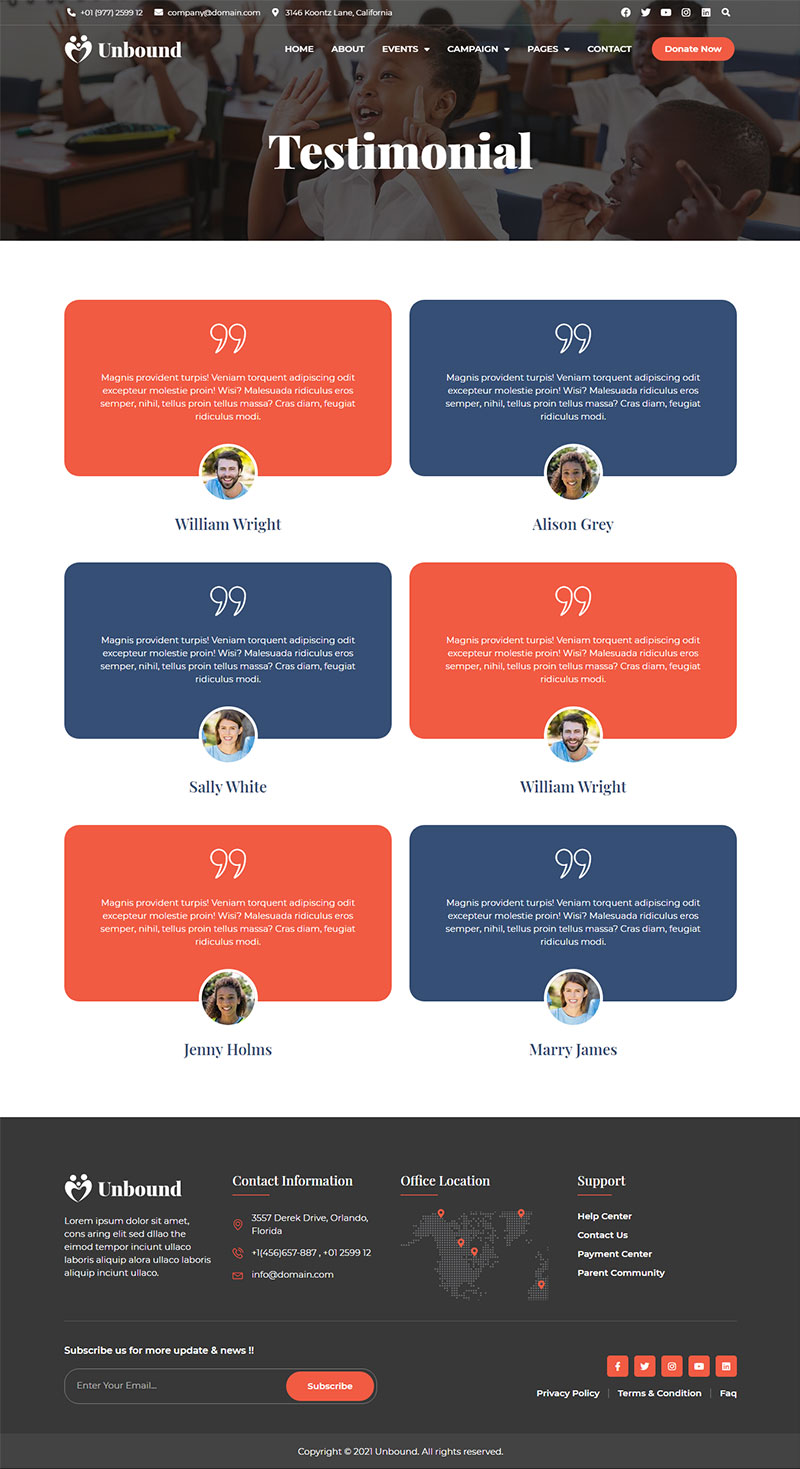 +01 (977) 2599 12 company@domain.com 3146 Koontz Lane, California
Unbound HOME ABOUT EVENTS CAMPAIGN PAGES CONTACT Donate Now
Testimonial
Magnis provident turpis! Veniam torquent adipiscing odit
excepteur molestie proin! Wisi? Malesuada ridiculus eros
semper, nihil, tellus proin tellus massa? Cras diam, feugiat
ridiculus modi.
William Wright
Magnis provident turpis! Veniam torquent adipiscing odit
excepteur molestie proin! Wisi? Malesuada ridiculus eros
semper, nihil, tellus proin tellus massa? Cras diam, feugiat
ridiculus modi.
Alison Grey
Magnis provident turpis! Veniam torquent adipiscing odit
excepteur molestie proin! Wisi? Malesuada ridiculus eros
semper, nihil, tellus proin tellus massa? Cras diam, feugiat
ridiculus modi.
Sally White
Magnis provident turpis! Veniam torquent adipiscing odit
excepteur molestie proin! Wisi? Malesuada ridiculus eros
semper, nihil, tellus proin tellus massa? Cras diam, feugiat
ridiculus modi.
William Wright
Magnis provident turpis! Veniam torquent adipiscing odit
excepteur molestie proin! Wisi? Malesuada ridiculus eros
semper, nihil, tellus proin tellus massa? Cras diam, feugiat
ridiculus modi.
Jenny Holms
Magnis provident turpis! Veniam torquent adipiscing odit
excepteur molestie proin! Wisi? Malesuada ridiculus eros
semper, nihil, tellus proin tellus massa? Cras diam, feugiat
ridiculus modi.
Marry James
Unbound
Lorem ipsum dolor sit amet,
cons aring elit sed dllao the
eimod tempor inciunt ullaco
laboris aliquip alora ullaco laboris
aliquip inciunt ullaco.
Contact Information
3557 Derek Drive, Orlando,
Florida
+1(456)657-887 , +01 2599 12
info@domain.com
Office Location
Support
Help Center
Contact Us
Payment Center
Parent Community
Subscribe us for more update & news !!
Enter Your Email... Subscribe
Privacy Policy Terms & Condition Faq
Copyright © 2021 Unbound. All rights reserved.